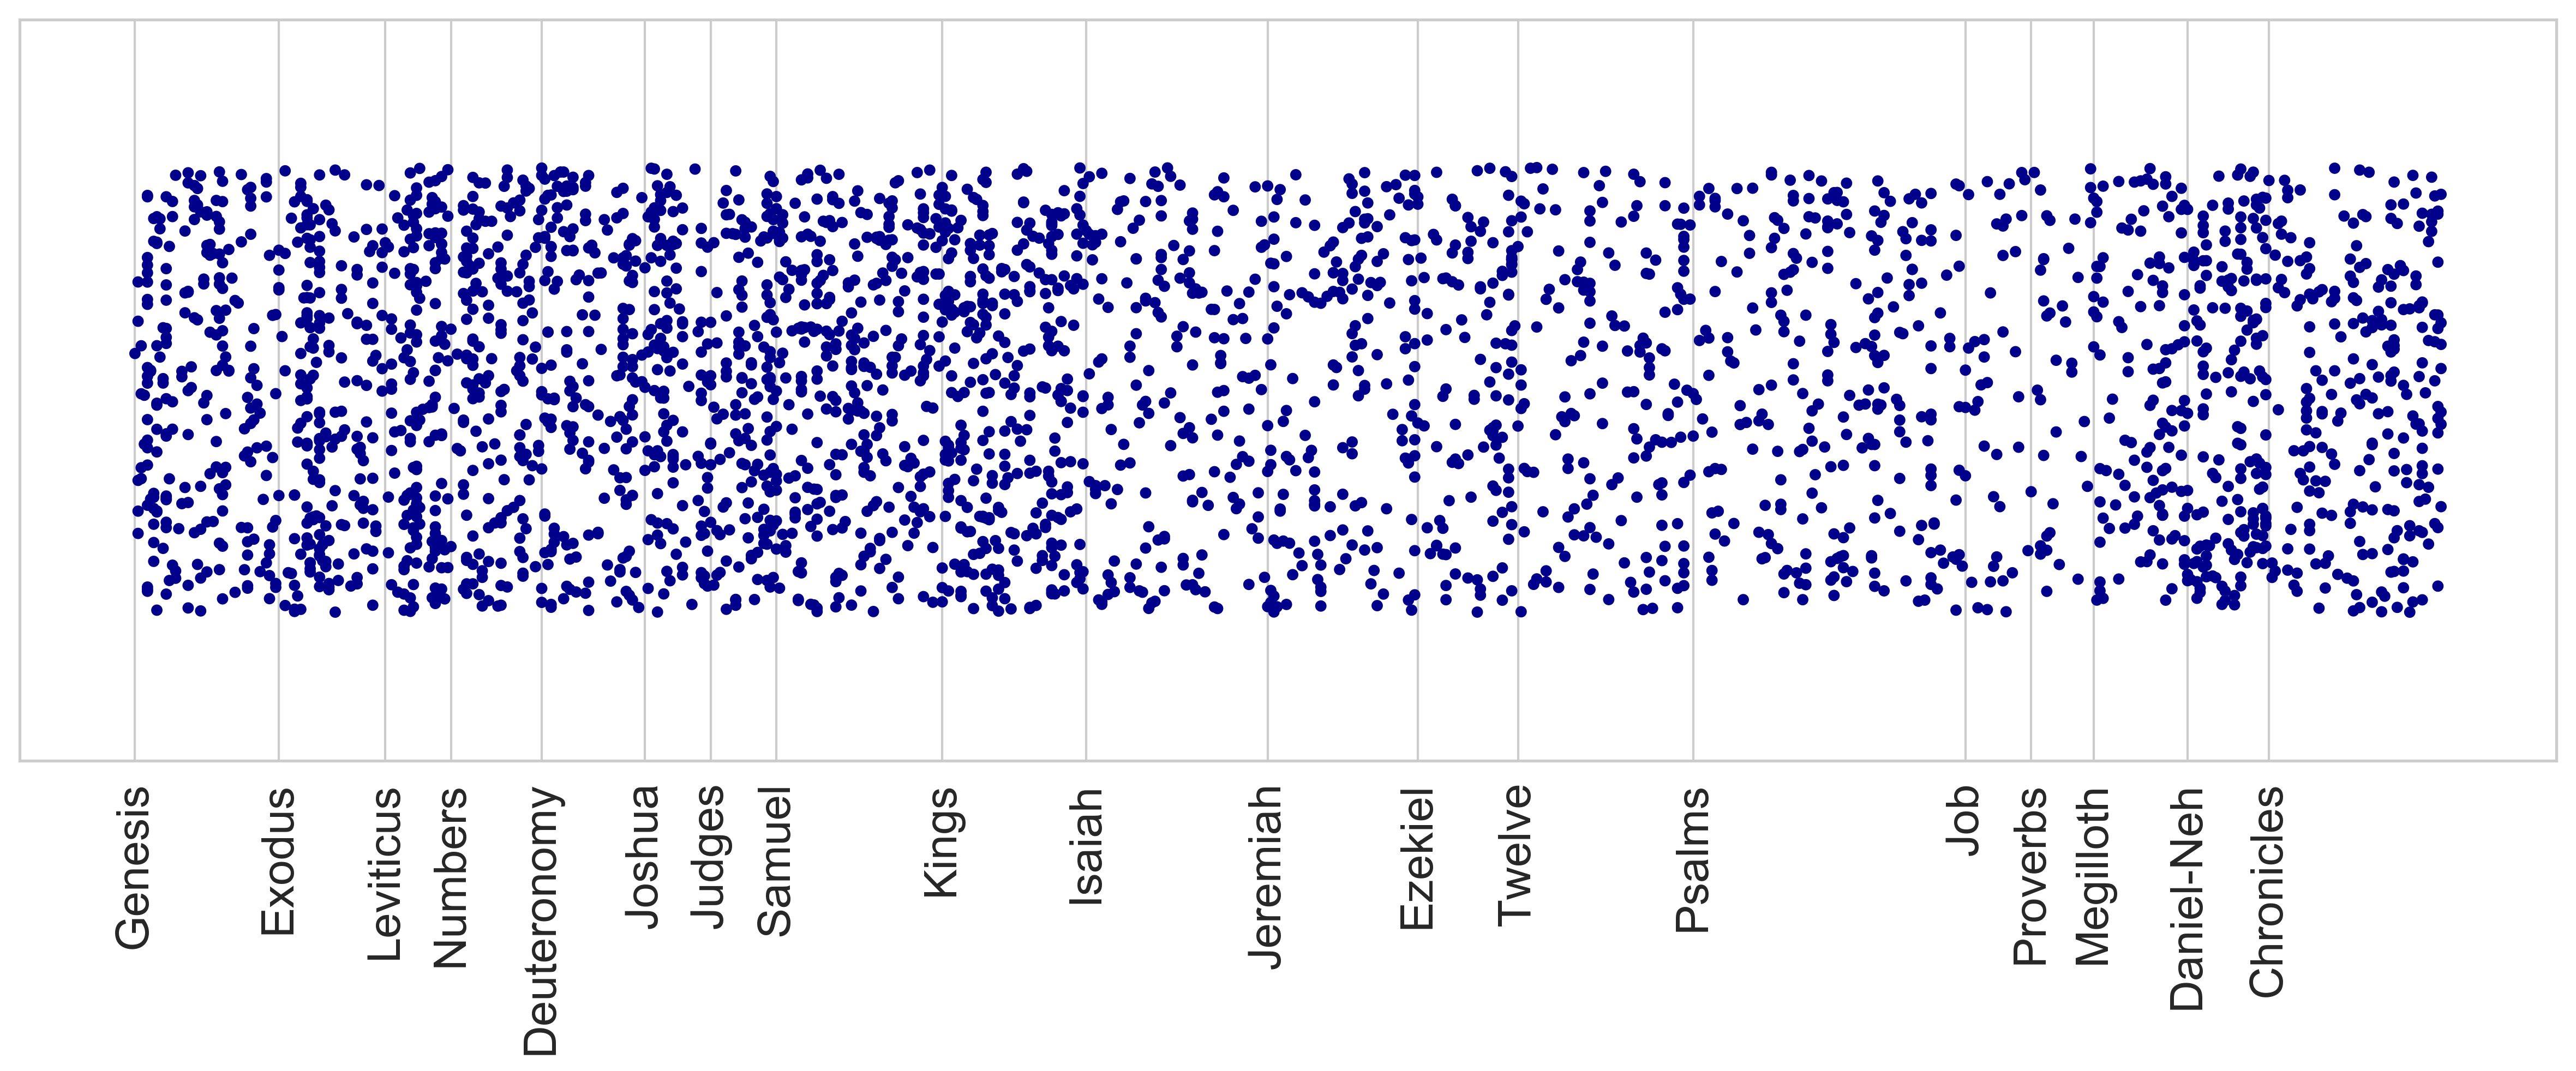 Genesis
Exodus
Leviticus
Numbers
Deuteronomy
Joshua
Judges
Samuel
Kings
Isaiah
Jeremiah
Ezekiel
Twelve
Psalms
Job
Proverbs
Megilloth
Daniel-Neh
Chronicles